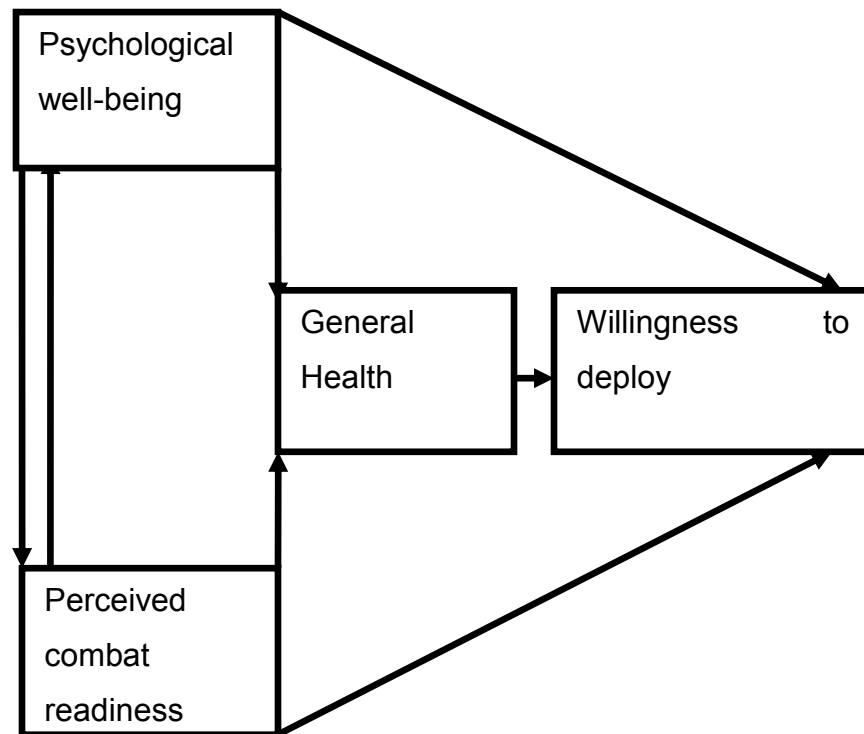 Psychological
well-being
General
Health
Willingness to
deploy
Perceived
combat
readiness